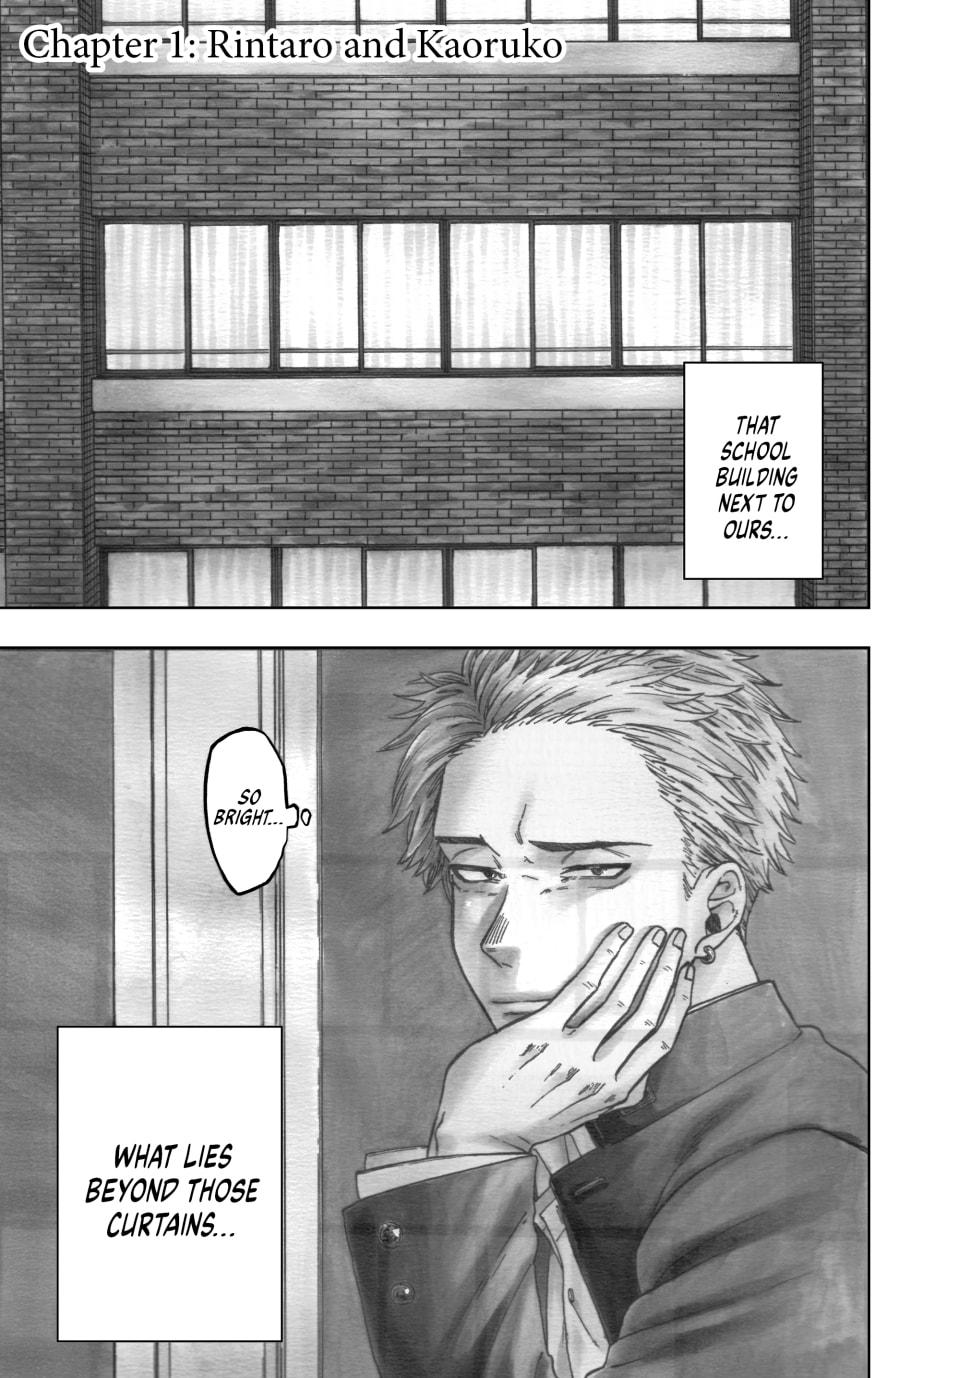 Chapter 1: Rintaro and Kaoruko
THAT
SCHOOL
BUILDING
NEXT TO
OURS...
SO
BRIGHT...
WHAT LIES
BEYOND THOSE
CURTAINS...